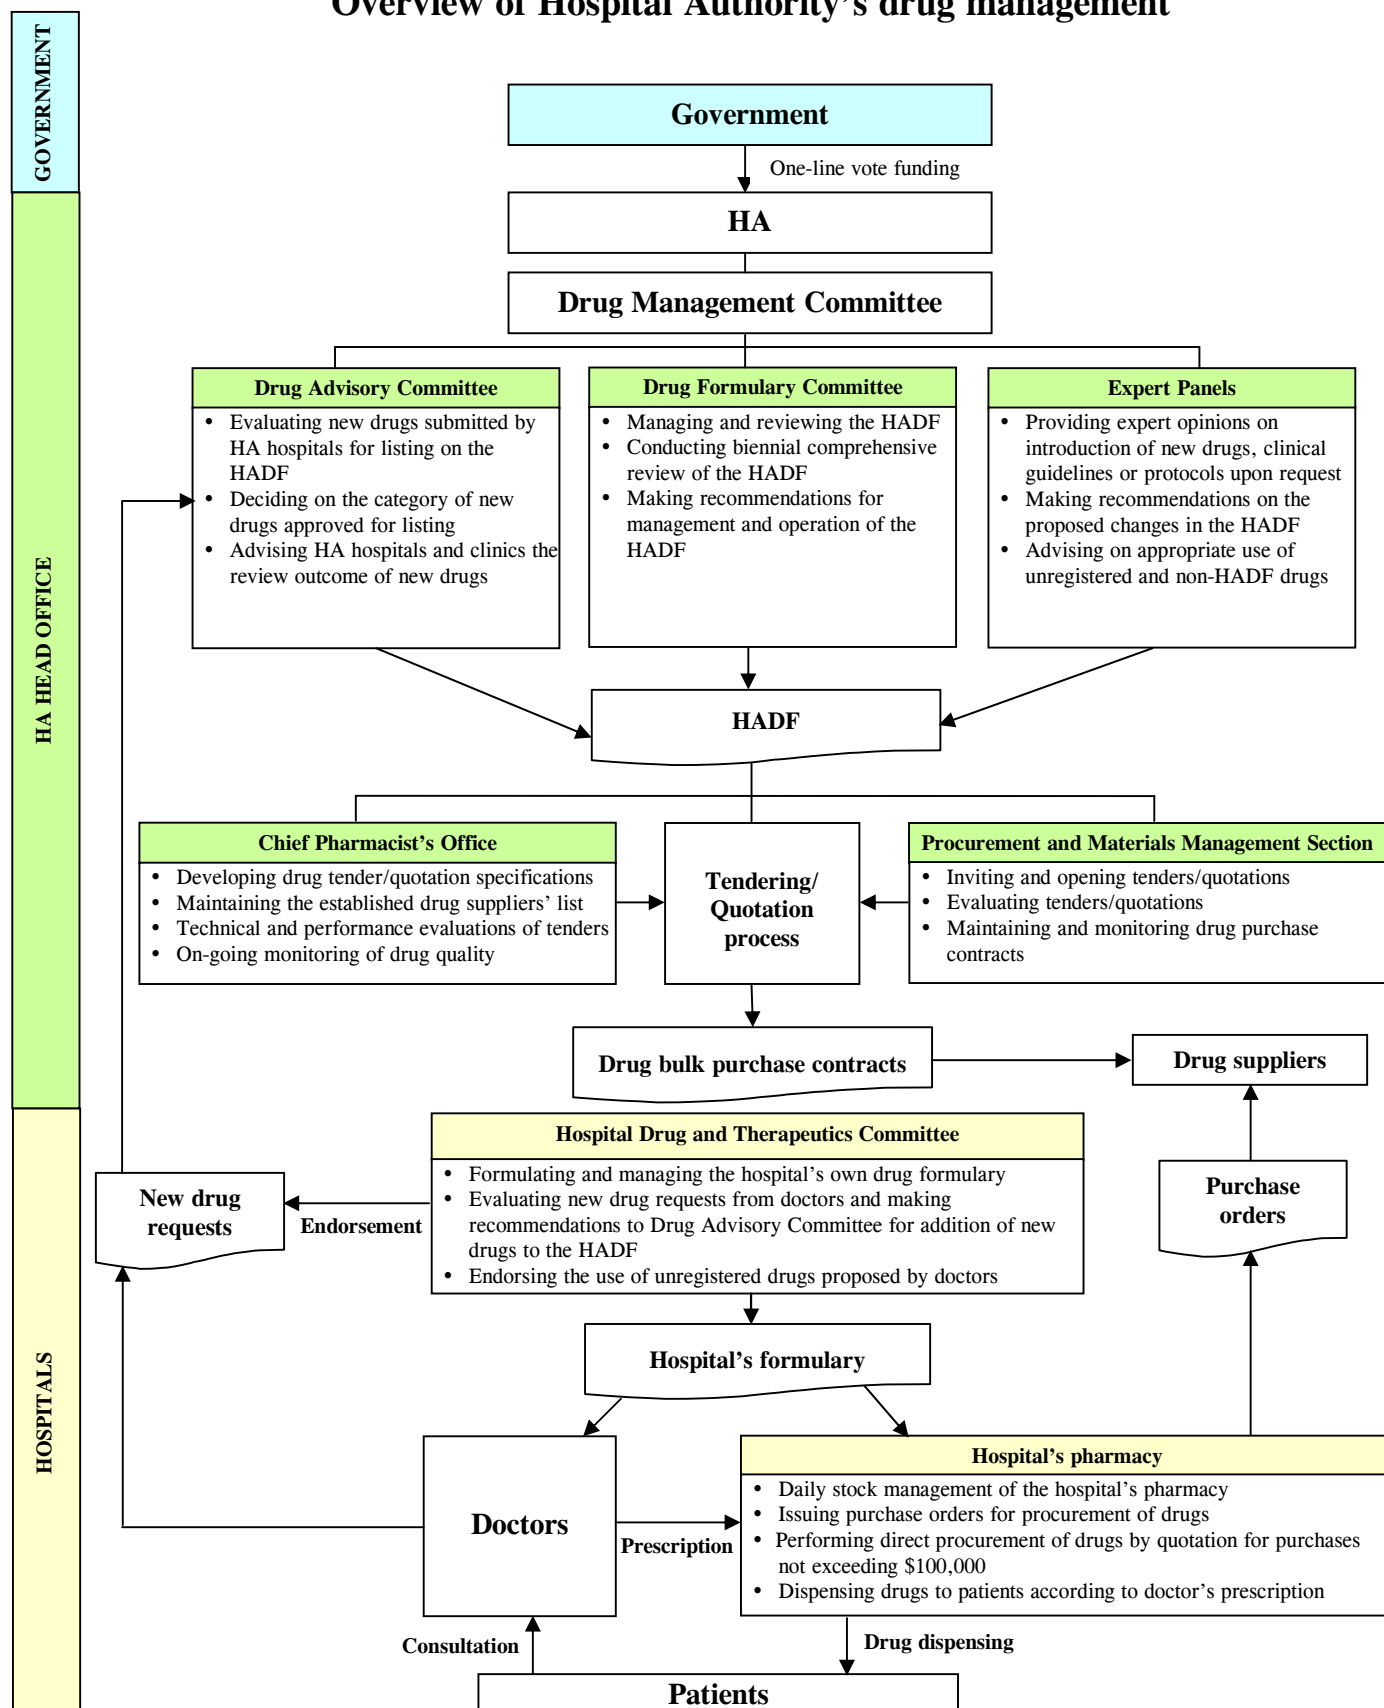 Overview of Hospital Authority's drug management
GOVERNMENT
Government
One-line vote funding
HA HEAD OFFICE
HA
Drug Management Committee
Drug Advisory Committee
• Evaluating new drugs submitted by
HA hospitals for listing on the
HADF
• Deciding on the category of new
drugs approved for listing
• Advising HA hospitals and clinics the
review outcome of new drugs
Drug Formulary Committee
• Managing and reviewing the HADF
• Conducting biennial comprehensive
review of the HADF
• Making recommendations for
management and operation of the
HADF
Expert Panels
• Providing expert opinions on
introduction of new drugs, clinical
guidelines or protocols upon request
• Making recommendations on the
proposed changes in the HADF
• Advising on appropriate use of
unregistered and non-HADF drugs
HADF
Chief Pharmacist's Office
• Developing drug tender/quotation specifications
• Maintaining the established drug suppliers' list
• Technical and performance evaluations of tenders
• On-going monitoring of drug quality
Tendering/
Quotation
process
Procurement and Materials Management Section
• Inviting and opening tenders/quotations
• Evaluating tenders/quotations
• Maintaining and monitoring drug purchase
contracts
Drug bulk purchase contracts
Drug suppliers
HOSPITALS
Hospital Drug and Therapeutics Committee
• Formulating and managing the hospital's own drug formulary
• Evaluating new drug requests from doctors and making
recommendations to Drug Advisory Committee for addition of new
drugs to the HADF
• Endorsing the use of unregistered drugs proposed by doctors
New drug
requests
Endorsement
Purchase
orders
Hospital's formulary
Doctors
Prescription
Hospital's pharmacy
• Daily stock management of the hospital's pharmacy
• Issuing purchase orders for procurement of drugs
• Performing direct procurement of drugs by quotation for purchases
not exceeding $100,000
• Dispensing drugs to patients according to doctor's prescription
Consultation
Drug dispensing
Patients